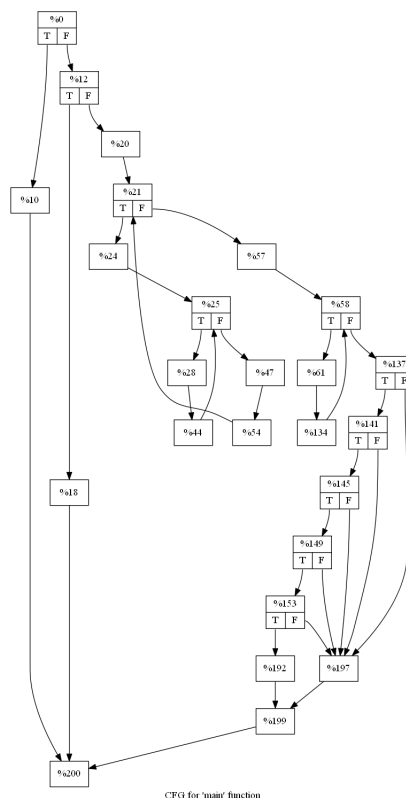 %0
T F
%12
T F
%20
%10
%21
T F
%24
%57
%25
T F
%58
T F
%28
%47
%61
%137
T F
%44
%54
%134
%141
T F
%145
T F
%18
%149
T F
%153
T F
%192
%197
%199
%200
CFG for 'main' function